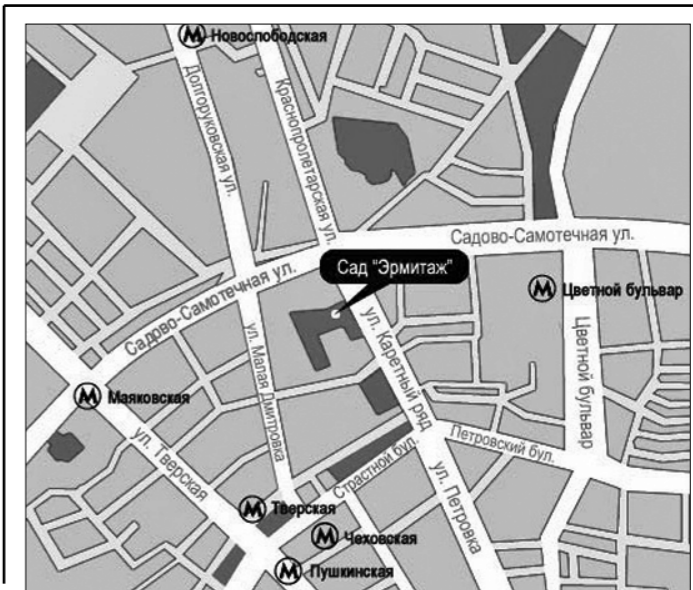 М Новослободская
Долгоруковская ул.
Краснопролетарская ул.
Садово-Самотечная ул.
Сад "Эрмитаж"
М Цветной бульвар
Садово-Самотечная ул.
ул. Каретный ряд
Цветной бульвар
ул. Малая Дмитровка
М Маяковская
ул. Тверская
Петровский бул.
Страстной бул.
ул. Петровка
М Тверская
М Чеховская
М Пушкинская